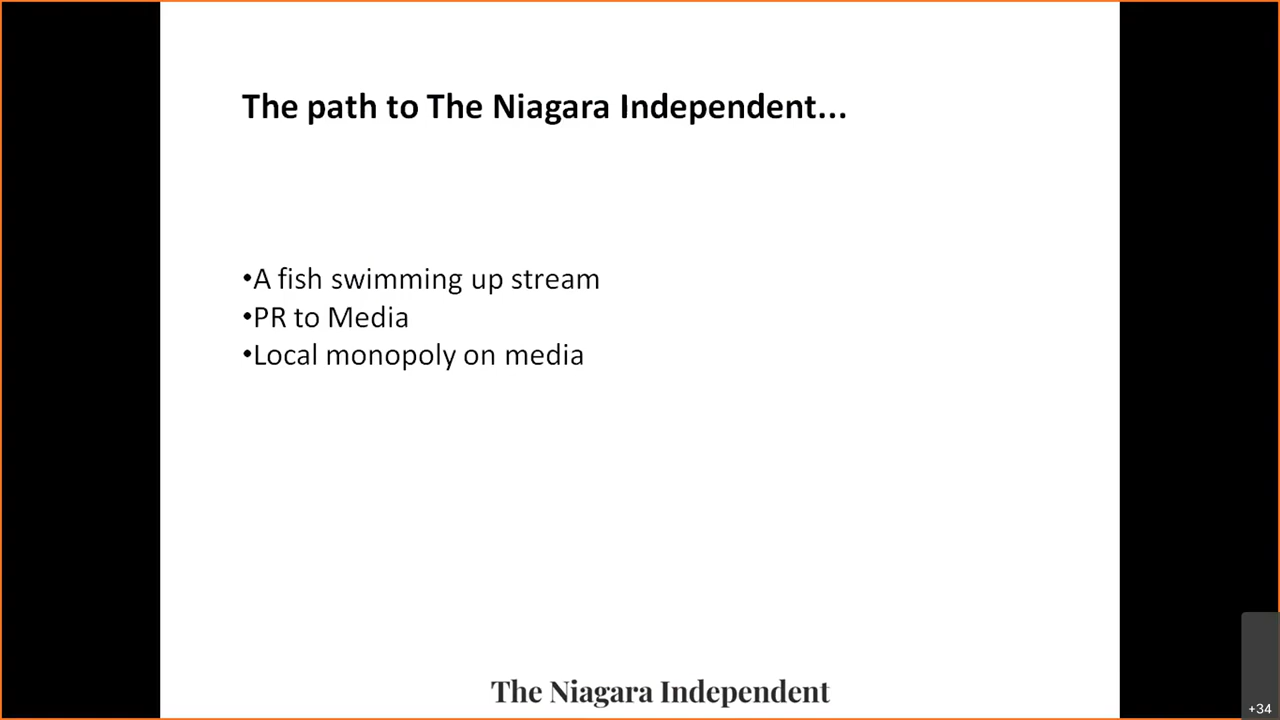 The path to The Niagara Independent...
•A fish swimming up stream
•PR to Media
•Local monopoly on media
The Niagara Independent
+34